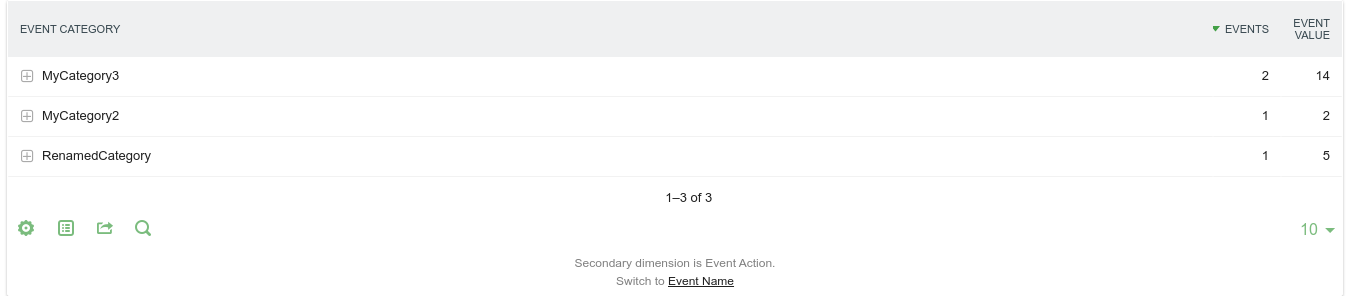 EVENT CATEGORY EVENTS EVENT VALUE
MyCategory3 2 14
MyCategory2 1 2
RenamedCategory 1 5
1–3 of 3
10
Secondary dimension is Event Action.
Switch to Event Name